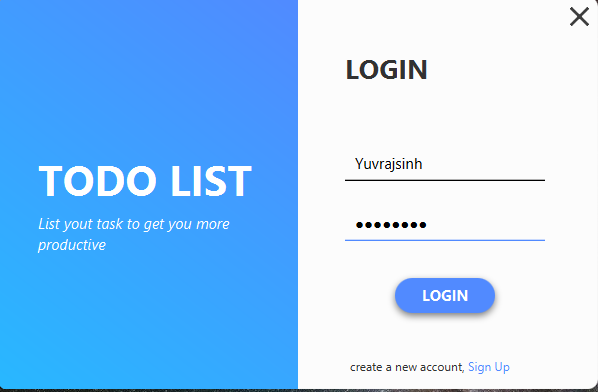 TODO LIST
List yout task to get you more
productive
LOGIN
Yuvrajsinh
••••••••
LOGIN
create a new account, Sign Up